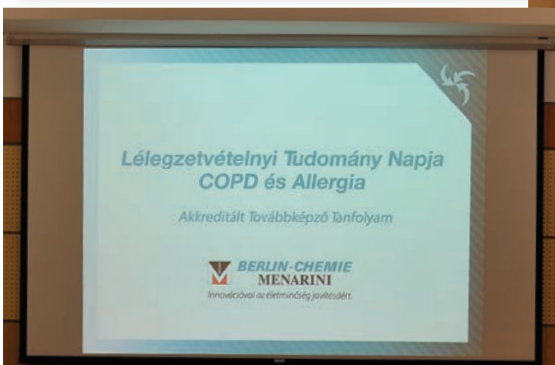 Lélegzetvételnyi Tudomány Napja
COPD és Allergia
Akkreditált Továbbképző Tanfolyam
BERLIN-CHEMIE
MENARINI
Innovációval az életminőség javításáért.